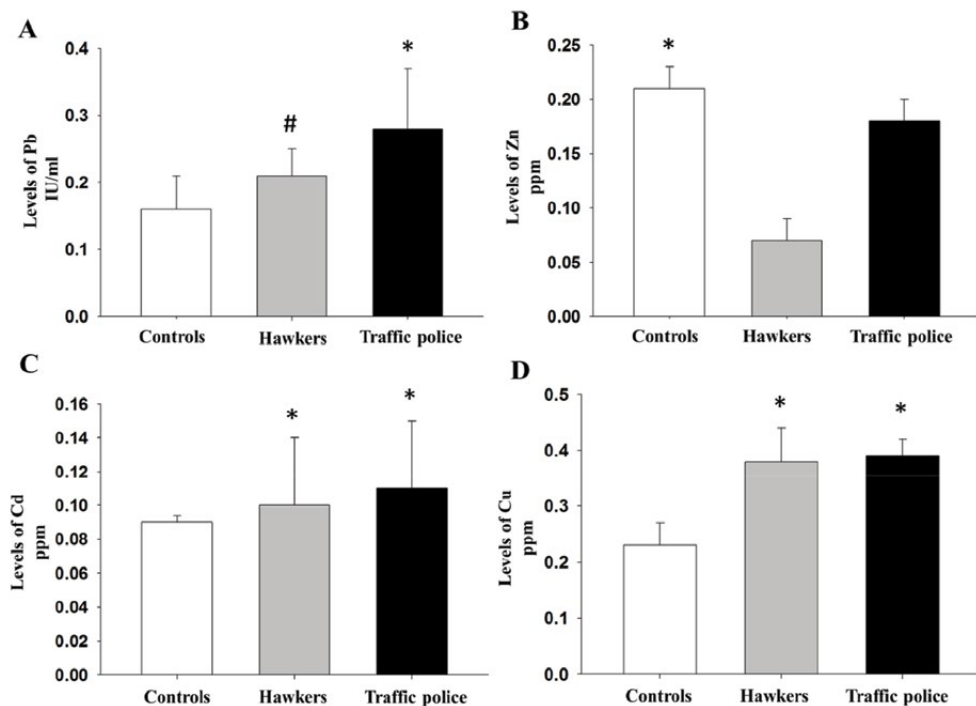 A
Levels of Pb
IU/ml
0.4
0.3
0.2
0.1
0.0
#
*
Controls Hawkers Traffic police
B
Levels of Zn
ppm
0.25
0.20
0.15
0.10
0.05
0.00
*
Controls Hawkers Traffic police
C
Levels of Cd
ppm
0.16
0.14
0.12
0.10
0.08
0.06
0.04
0.02
0.00
* *
Controls Hawkers Traffic police
D
Levels of Cu
ppm
0.5
0.4
0.3
0.2
0.1
0.0
* *
Controls Hawkers Traffic police